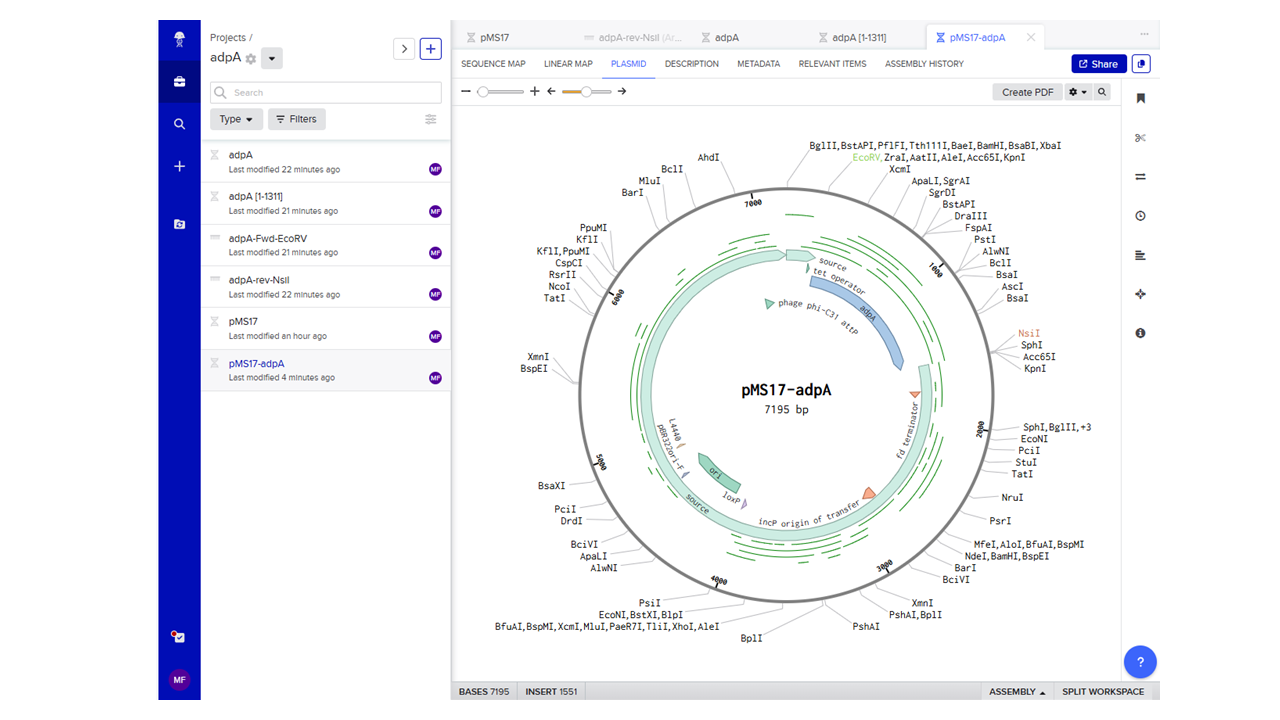 Projects /
adpA
Search
Type
Filters
adpA
Last modified 22 minutes ago
MF
adpA [1-1311]
Last modified 21 minutes ago
MF
adpA-Fwd-EcoRV
Last modified 21 minutes ago
MF
adpA-rev-NsiI
Last modified 22 minutes ago
MF
pMS17
Last modified an hour ago
MF
pMS17-adpA
Last modified 4 minutes ago
MF
MF
pMS17
adpA-rev-NsiI (Ar...
adpA
adpA [1-1311]
pMS17-adpA
SEQUENCE MAP
LINEAR MAP
PLASMID
DESCRIPTION
METADATA
RELEVANT ITEMS
ASSEMBLY HISTORY
Share
Create PDF
BglII,BstAPI,PflFI,Tth111I,BaeI,BamHI,BsaBI,XbaI
EcoRV,ZraI,AatII,AleI,Acc65I,KpnI
XcmI
ApaLI,SgrAI
SgrDI
BstAPI
DraIII
FspAI
PstI
AlwNI
BclI
BsaI
AscI
BsaI
NsiI
SphI
Acc65I
KpnI
SphI,BglII,+3
EcoNI
PciI
StuI
TatI
NruI
PsrI
MfeI,AloI,BfuAI,BspMI
NdeI,BamHI,BspEI
BarI
BciVI
XmnI
PshAI,BplI
PshAI
BplI
BfuAI,BspMI,XcmI,MluI,PaeR7I,TliI,XhoI,AleI
EcoNI,BstXI,BlpI
PsiI
AlwNI
ApaLI
BciVI
DrdI
PciI
BsaXI
BspEI
XmnI
TatI
NcoI
RsrII
CspCI
KflI,PpuMI
KflI
PpuMI
BarI
MluI
BclI
AhdI
1000
2000
3000
4000
5000
6000
7000
source
tet operator
adpA
phage phi-C31 attP
fd terminator
incP origin of transfer
loxP
ori
source
pBR322ori-F
L4440
pMS17-adpA
7195 bp
?
BASES 7195
INSERT 1551
ASSEMBLY
SPLIT WORKSPACE